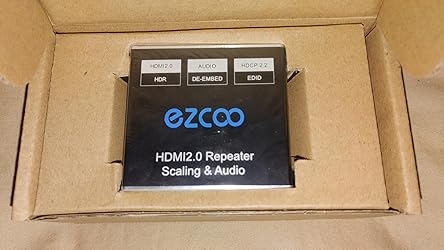 HDMI2.0 AUDIO HDCP 2.2
HDR DE-EMBED EDID
ezcoo
HDMI2.0 Repeater
Scaling & Audio